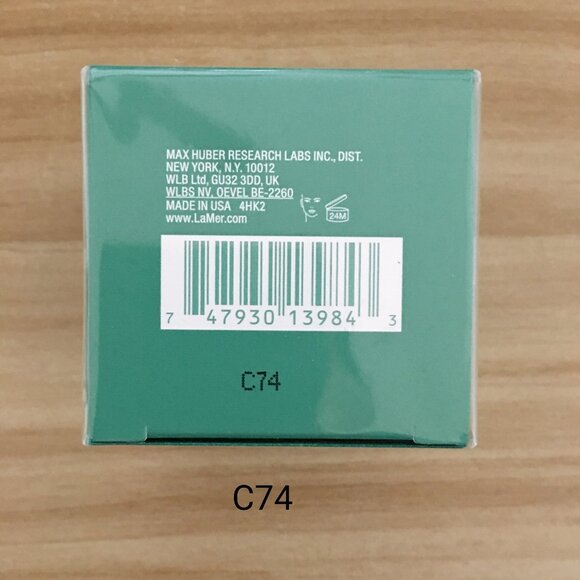 MAX HUBER RESEARCH LABS INC., DIST.
NEW YORK, N.Y. 10012
WLB Ltd, GU32 3DD, UK
WLBS NV, OEVEL BE-2260
MADE IN USA 4HK2
www.LaMer.com
24M
7 47930 13984 3
C74
C74